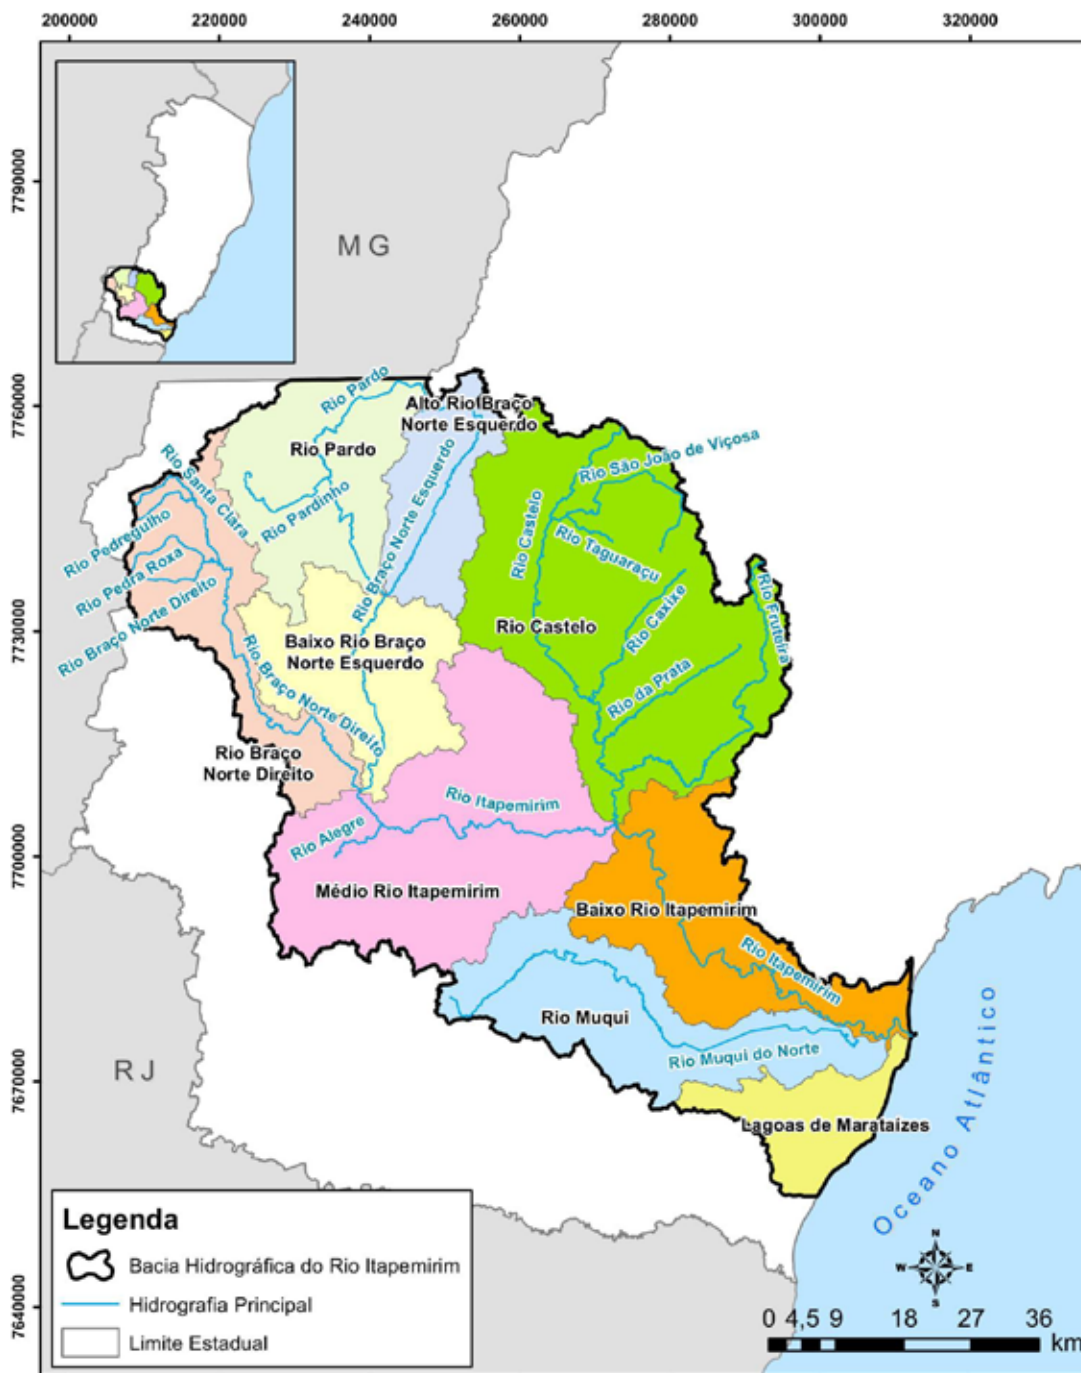 200000 220000 240000 260000 280000 300000 320000
7790000
7760000
7730000
7700000
7670000
7640000
MG
RJ
Rio Pardo
Alto Rio Braço
Norte Esquerdo
Rio Pardo
Rio Santa Clara
Rio Pardinho
Rio Braço Norte Esquerdo
Rio São João de Viçosa
Rio Castelo
Rio Taguaraçu
Rio Pedregulho
Rio Pedra Roxa
Rio Braço Norte Direito
Rio Caxixe
Rio Fruteira
Rio Castelo
Baixo Rio Braço
Norte Esquerdo
Rio Braço Norte Direito
Rio da Prata
Rio Braço
Norte Direito
Rio Itapemirim
Rio Alegre
Médio Rio Itapemirim
Baixo Rio Itapemirim
Rio Itapemirim
Rio Muqui
Rio Muqui do Norte
Lagoas de Marataízes
Oceano Atlântico
Legenda
Bacia Hidrográfica do Rio Itapemirim
Hidrografia Principal
Limite Estadual
N
W E
S
0 4,5 9 18 27 36
km